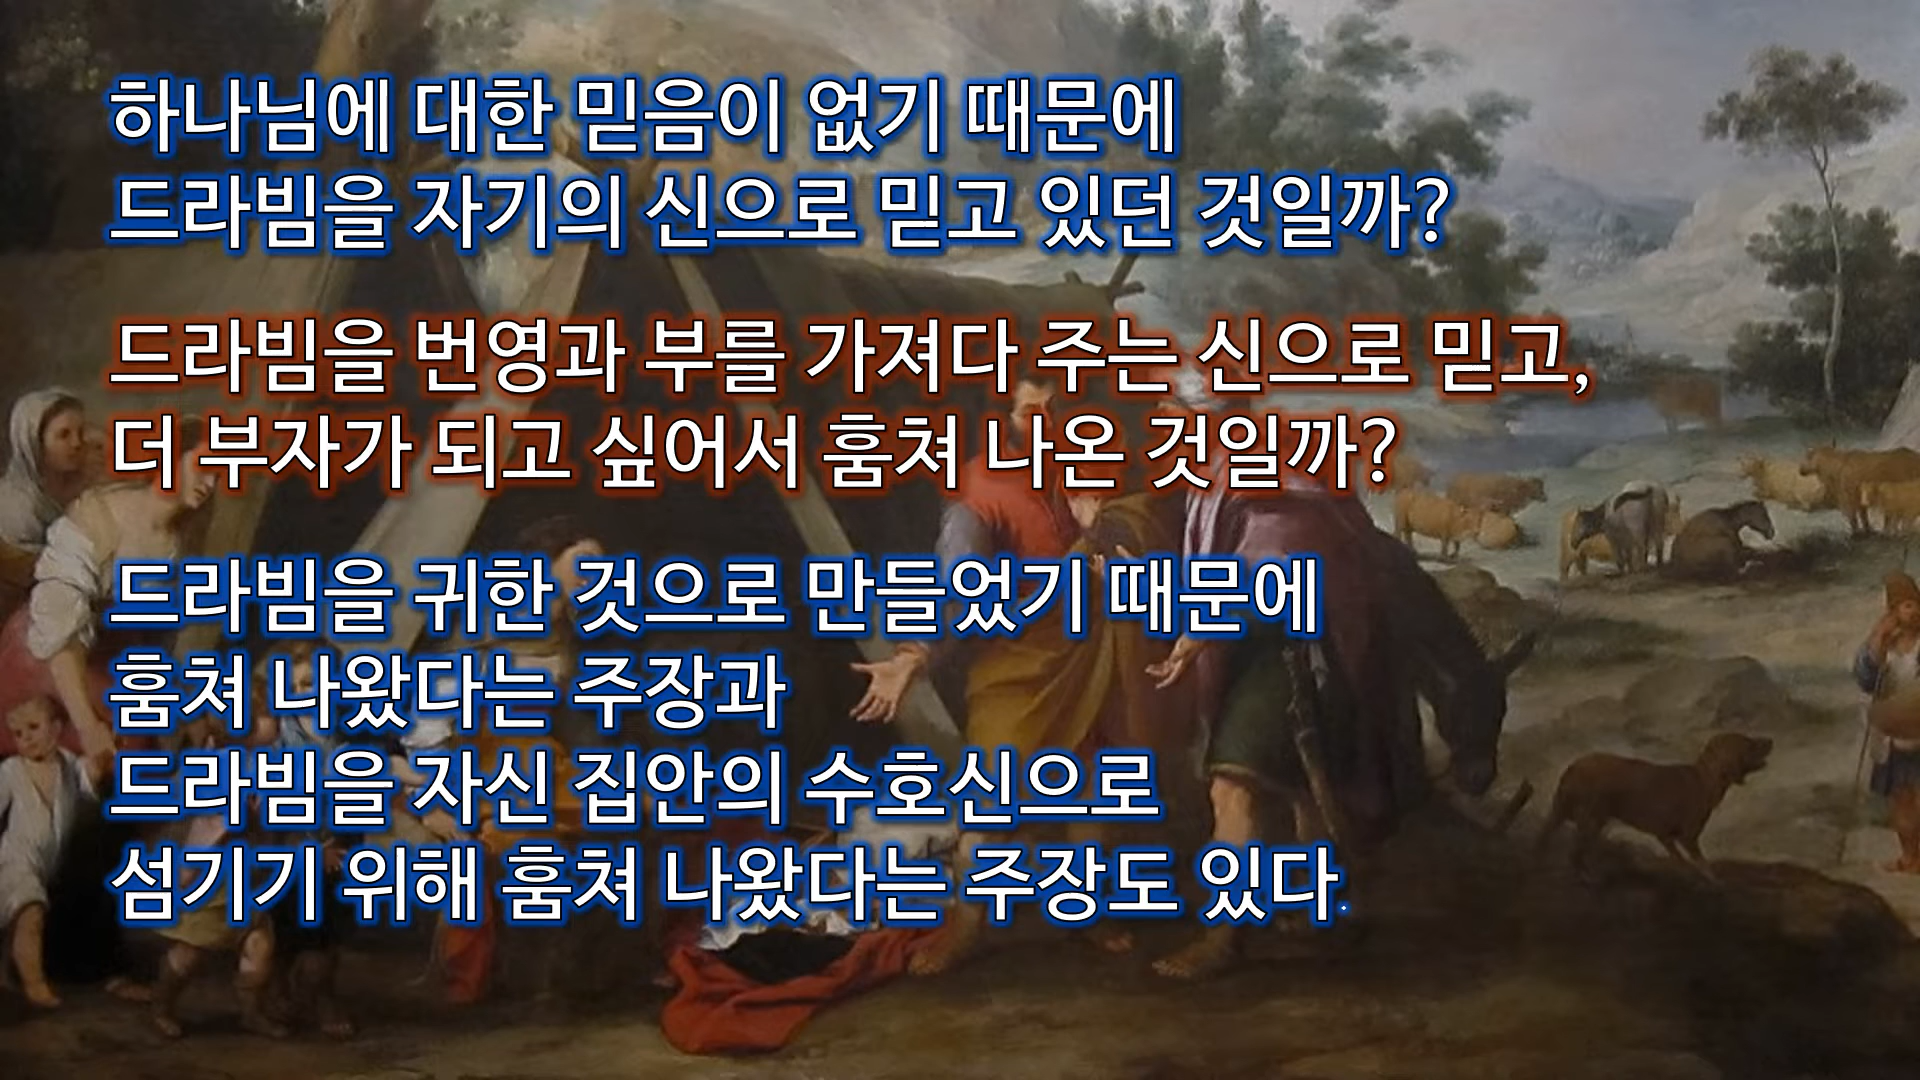 하나님에 대한 믿음이 없기 때문에
드라빔을 자기의 신으로 믿고 있던 것일까?
드라빔을 번영과 부를 가져다 주는 신으로 믿고,
더 부자가 되고 싶어서 훔쳐 나온 것일까?
드라빔을 귀한 것으로 만들었기 때문에
훔쳐 나왔다는 주장과
드라빔을 자신 집안의 수호신으로
섬기기 위해 훔쳐 나왔다는 주장도 있다.